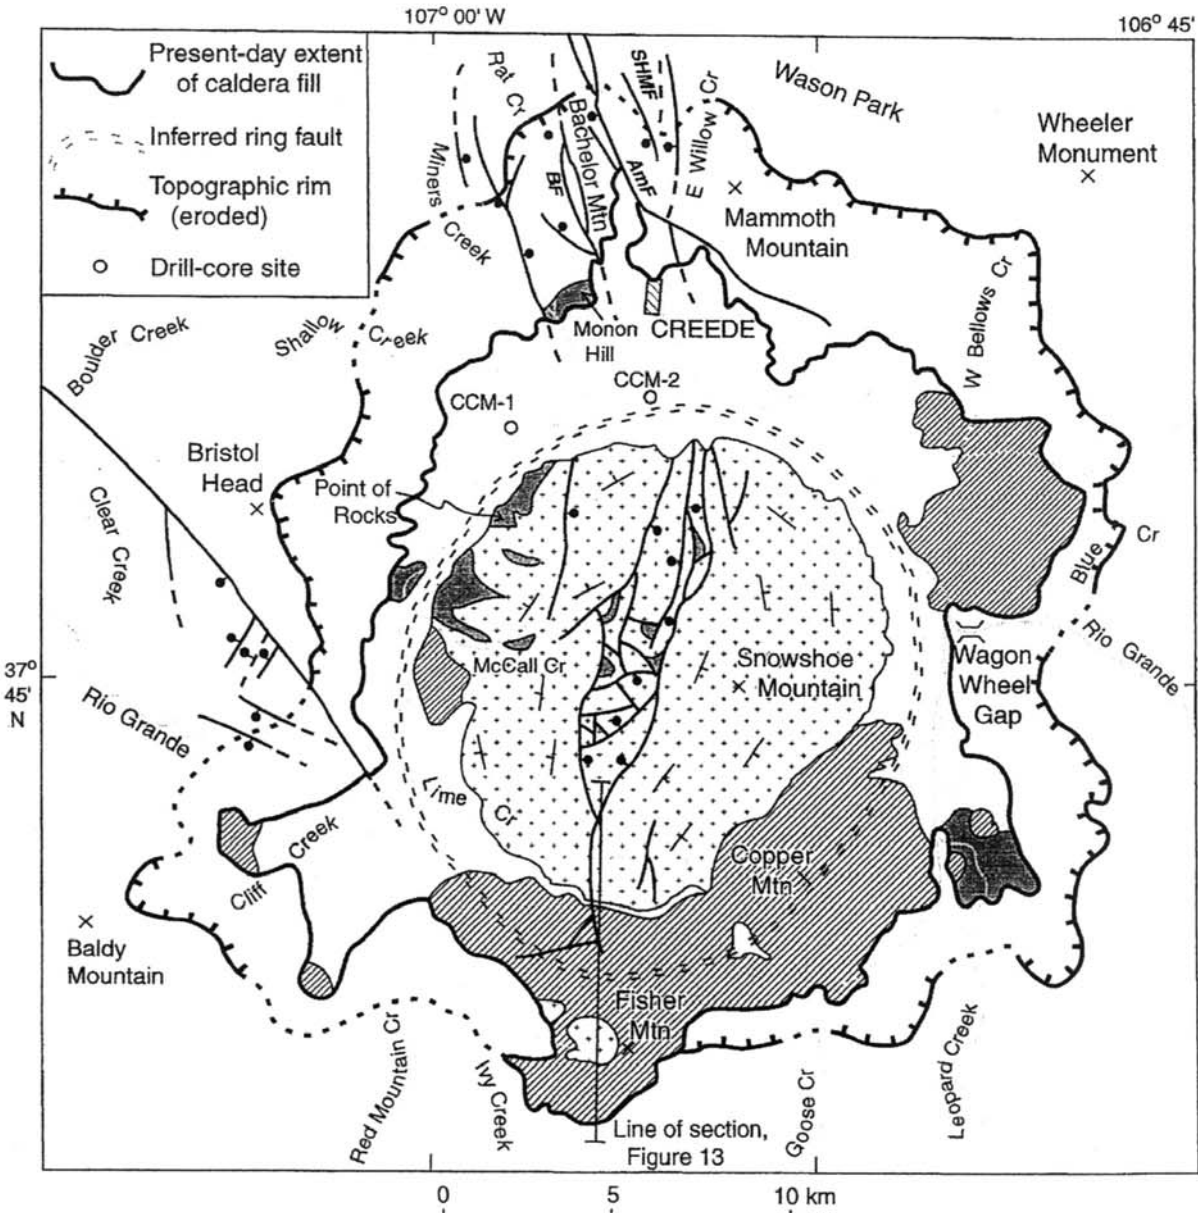 107° 00' W
106° 45'
Present-day extent
of caldera fill
Inferred ring fault
Topographic rim
(eroded)
Drill-core site
Rat Cr
Bachelor Mtn
SHMF
E Willow Cr
Wason Park
Wheeler
Monument
Miners Creek
BF
AmF
Mammoth
Mountain
Boulder Creek
Shallow Creek
Monon
Hill
CREEDE
W Bellows Cr
CCM-2
CCM-1
Bristol
Head
Point of
Rocks
Clear Creek
Blue Cr
McCall Cr
Snowshoe
Mountain
Wagon
Wheel
Gap
Rio Grande
37°
45'
N
Rio Grande
Lime Cr
Cliff Creek
Copper
Mtn
Baldy
Mountain
Fisher
Mtn
Red Mountain Cr
Ivy Creek
Goose Cr
Leopard Creek
Line of section,
Figure 13
0 5 10 km